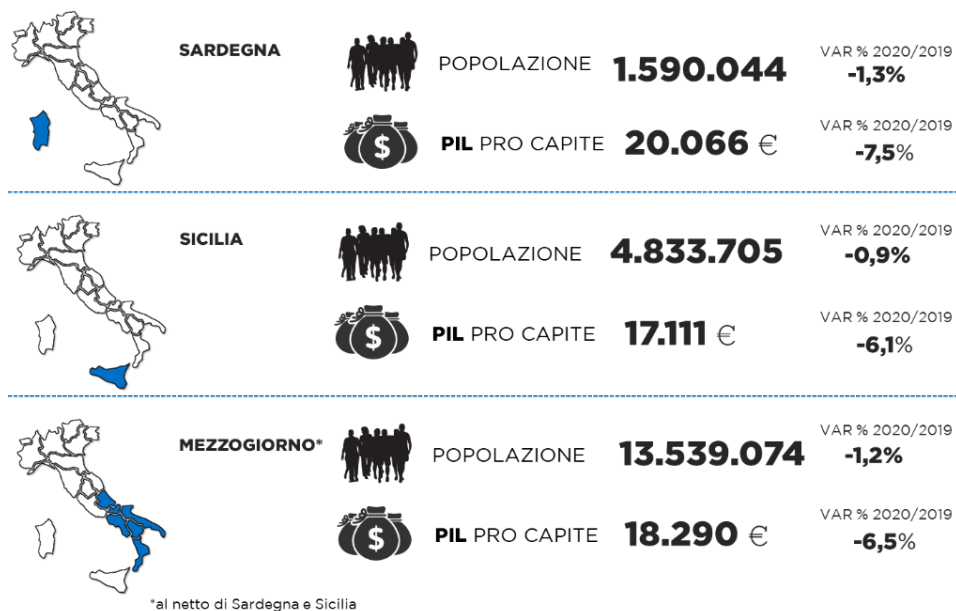 SARDEGNA
POPOLAZIONE 1.590.044
VAR % 2020/2019
-1,3%
$
PIL PRO CAPITE 20.066 €
VAR % 2020/2019
-7,5%
SICILIA
POPOLAZIONE 4.833.705
VAR % 2020/2019
-0,9%
$
PIL PRO CAPITE 17.111 €
VAR % 2020/2019
-6,1%
MEZZOGIORNO*
POPOLAZIONE 13.539.074
VAR % 2020/2019
-1,2%
$
PIL PRO CAPITE 18.290 €
VAR % 2020/2019
-6,5%
*al netto di Sardegna e Sicilia